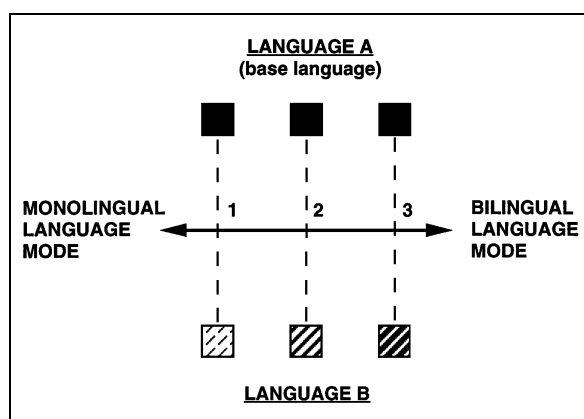 LANGUAGE A
(base language)
1
2
3
MONOLINGUAL
LANGUAGE
MODE
BILINGUAL
LANGUAGE
MODE
LANGUAGE B